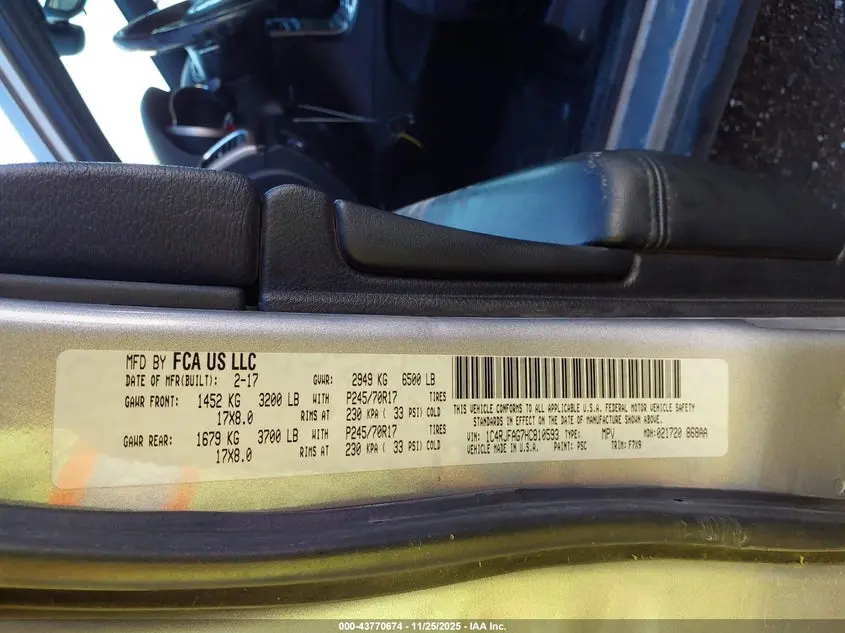 MFD BY FCA US LLC
DATE OF MFR(BUILT): 2-17 GVWR: 2949 KG 6500 LB
GAWR FRONT: 1452 KG 3200 LB WITH P245/70R17 TIRES
17X8.0 RIMS AT 230 KPA ( 33 PSI) COLD
GAWR REAR: 1679 KG 3700 LB WITH P245/70R17 TIRES
17X8.0 RIMS AT 230 KPA ( 33 PSI) COLD
THIS VEHICLE CONFORMS TO ALL APPLICABLE U.S.A. FEDERAL MOTOR VEHICLE SAFETY
STANDARDS IN EFFECT ON THE DATE OF MANUFACTURE SHOWN ABOVE.
VIN: 1C4RJFAG7HC810593 TYPE: MPV MDH:021720 868AA
VEHICLE MADE IN U.S.A. PAINT: PSC TRIM: F7X9
000-43770674 — 11/25/2025 — IAA Inc.